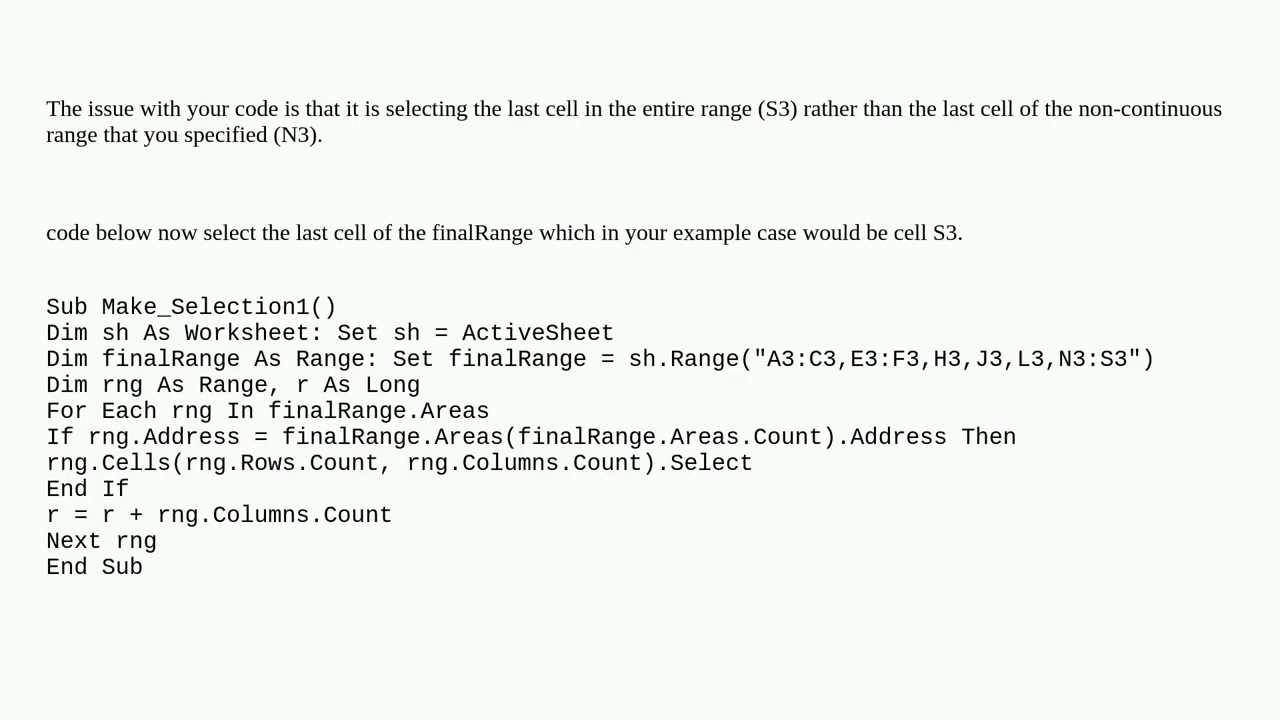 The issue with your code is that it is selecting the last cell in the entire range (S3) rather than the last cell of the non-continuous
range that you specified (N3).
code below now select the last cell of the finalRange which in your example case would be cell S3.
Sub Make_Selection1()
Dim sh As Worksheet: Set sh = ActiveSheet
Dim finalRange As Range: Set finalRange = sh.Range("A3:C3,E3:F3,H3,J3,L3,N3:S3")
Dim rng As Range, r As Long
For Each rng In finalRange.Areas
If rng.Address = finalRange.Areas(finalRange.Areas.Count).Address Then
rng.Cells(rng.Rows.Count, rng.Columns.Count).Select
End If
r = r + rng.Columns.Count
Next rng
End Sub